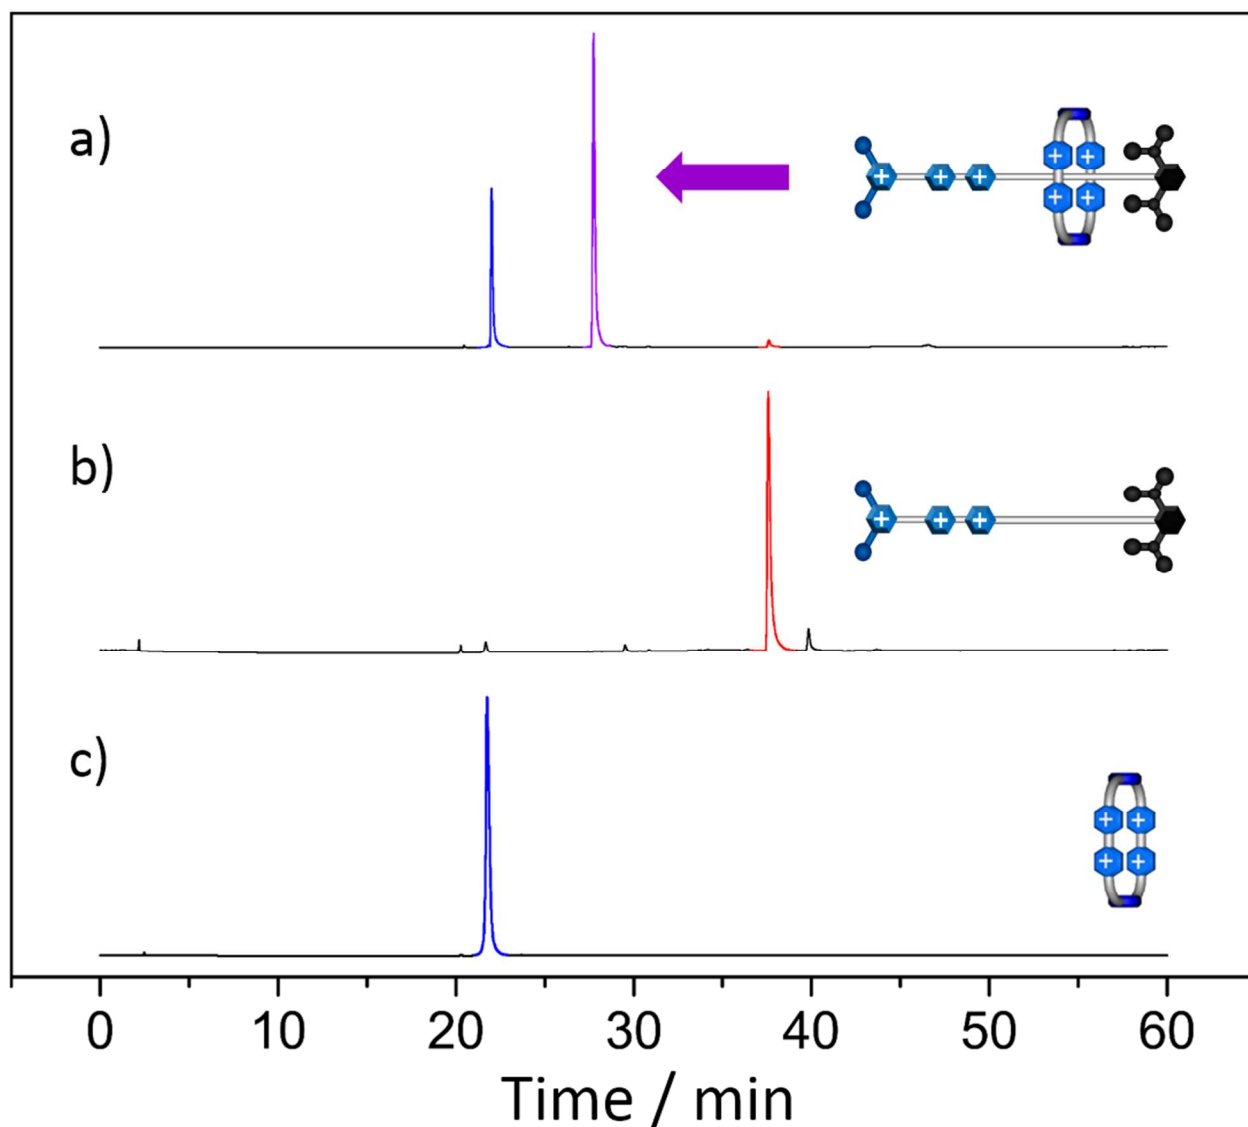 a)
+ + + + + + +
b)
+ + +
c)
+ +
+ +
0 10 20 30 40 50 60
Time / min